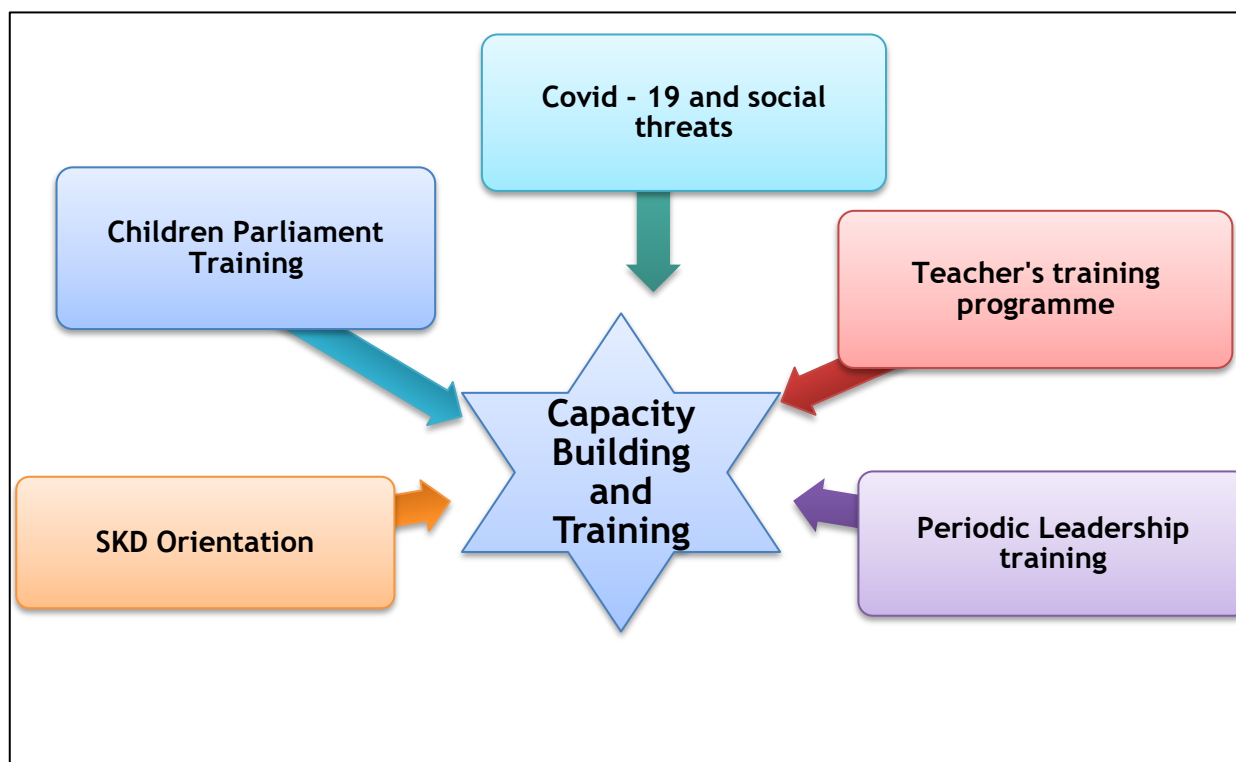 Covid - 19 and social
threats
Children Parliament
Training
Teacher's training
programme
Capacity
Building
and
Training
SKD Orientation
Periodic Leadership
training